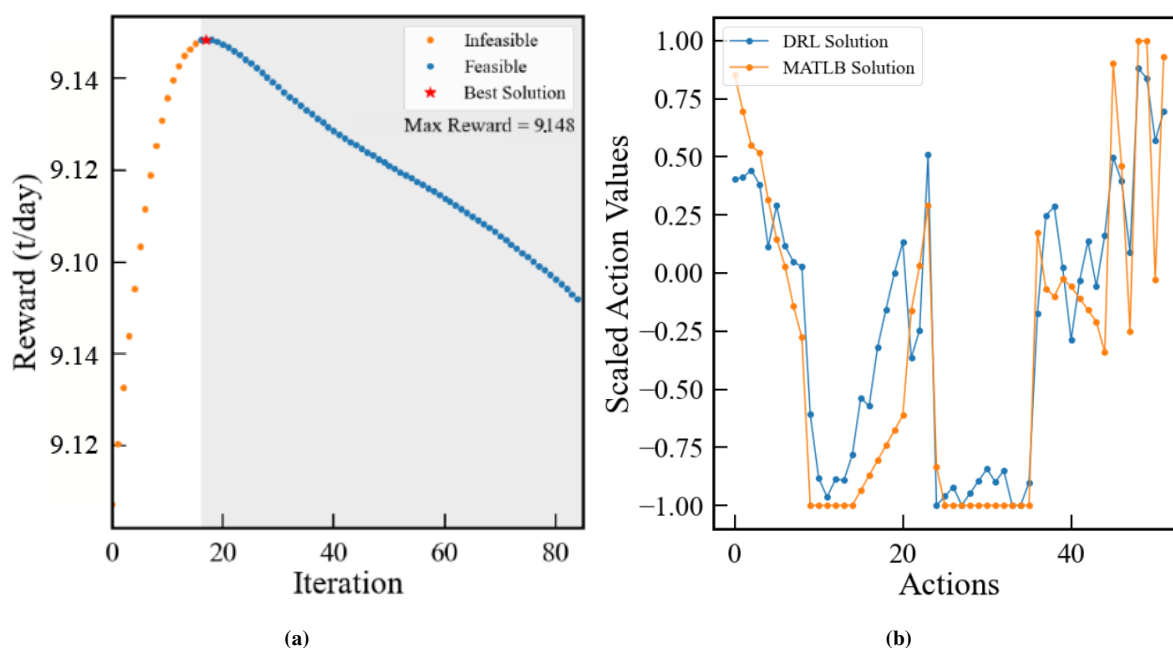 Infeasible
Feasible
Best Solution
Max Reward = 9.148
9.14
9.12
9.10
9.14
9.12
Reward (t/day)
0 20 40 60 80
Iteration
(a)
DRL Solution
MATLB Solution
1.00
0.75
0.50
0.25
0.00
−0.25
−0.50
−0.75
−1.00
Scaled Action Values
0 20 40
Actions
(b)